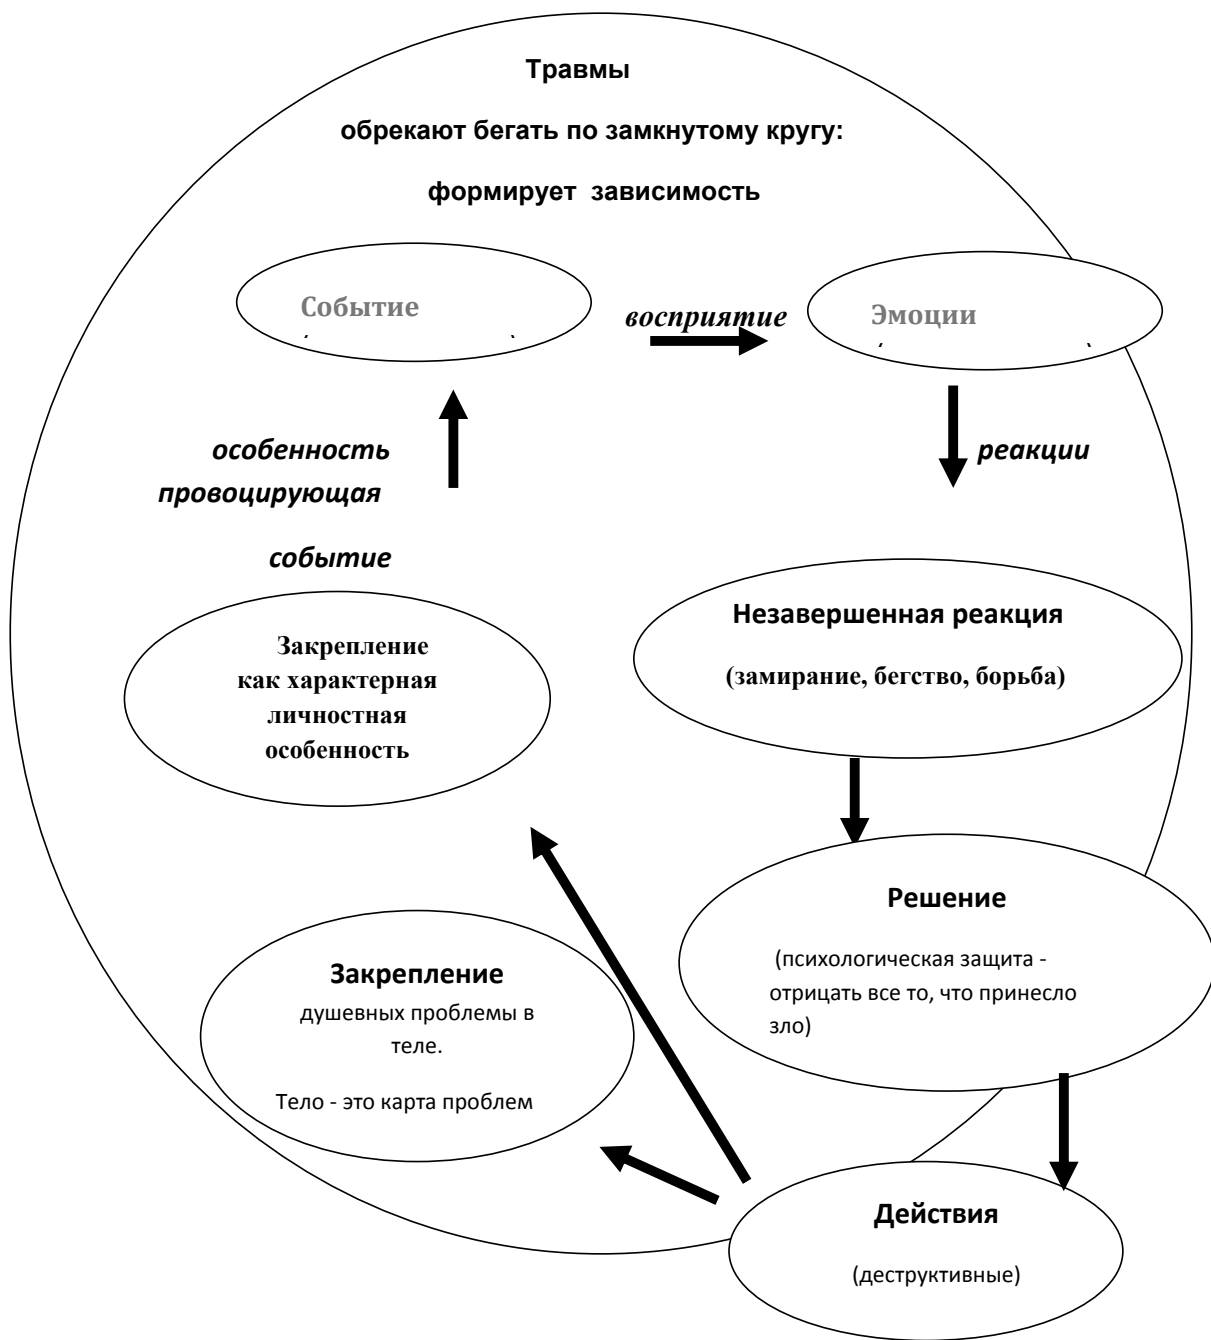 Травмы
обрекают бегать по замкнутому кругу:
формирует зависимость
Событие
восприятие
Эмоции
реакции
особенность
провоцирующая
событие
Незавершенная реакция
(замирание, бегство, борьба)
Закрепление
как характерная
личностная
особенность
Решение
(психологическая защита -
отрицать все то, что принесло
зло)
Закрепление
душевных проблемы в
теле.
Тело - это карта проблем
Действия
(деструктивные)